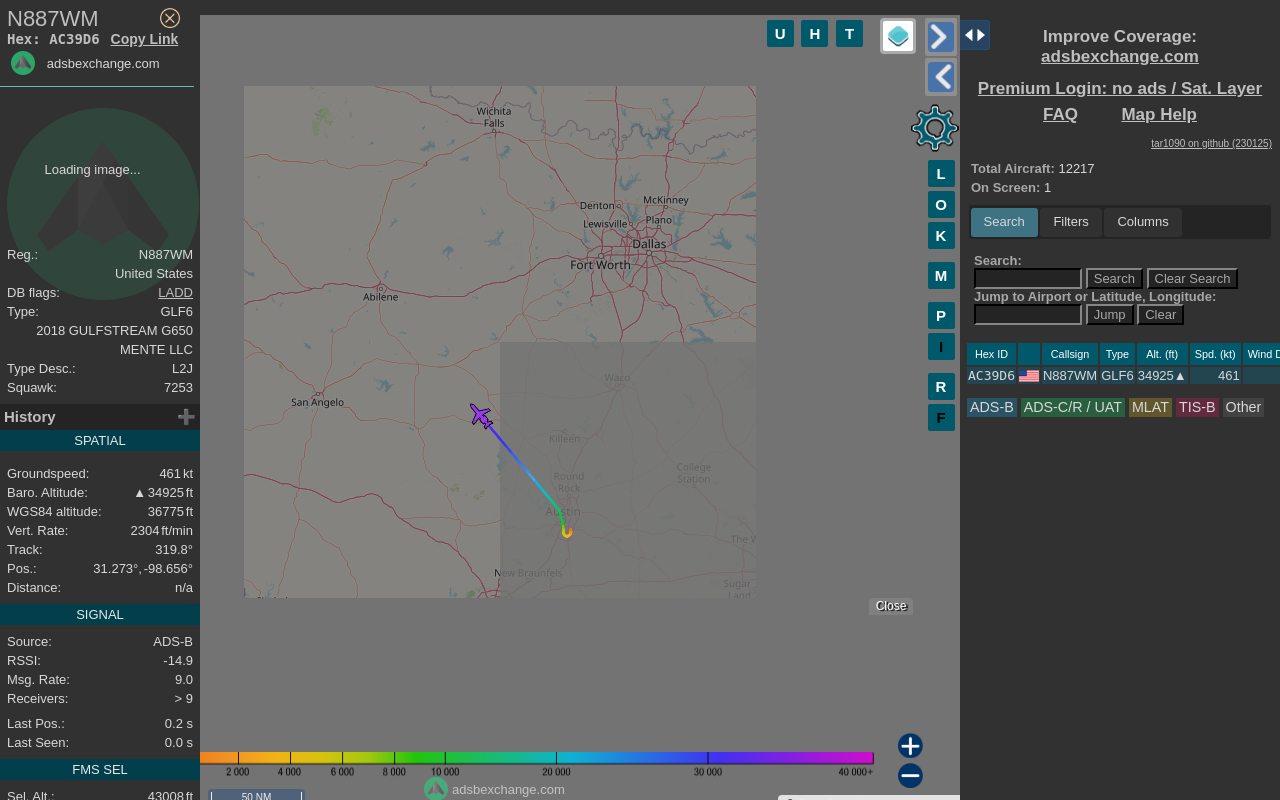 N887WM
Hex: AC39D6 Copy Link
adsbexchange.com
Loading image...
Reg.: N887WM
United States
DB flags: LADD
Type: GLF6
2018 GULFSTREAM G650
MENTE LLC
Type Desc.: L2J
Squawk: 7253
History
SPATIAL
Groundspeed: 461 kt
Baro. Altitude: ▲ 34925 ft
WGS84 altitude: 36775 ft
Vert. Rate: 2304 ft/min
Track: 319.8°
Pos.: 31.273°, -98.656°
Distance: n/a
SIGNAL
Source: ADS-B
RSSI: -14.9
Msg. Rate: 9.0
Receivers: > 9
Last Pos.: 0.2 s
Last Seen: 0.0 s
FMS SEL
Sel. Alt.: 43008 ft
U H T
L
O
K
M
P
I
R
F
Wichita
Falls
Denton
McKinney
Lewisville
Plano
Dallas
Fort Worth
Abilene
Waco
San Angelo
Killeen
College
Station
Round
Rock
Austin
The W
New Braunfels
Sugar
Land
Close
2 000 4 000 6 000 8 000 10 000 20 000 30 000 40 000+
adsbexchange.com
50 NM
Improve Coverage:
adsbexchange.com
Premium Login: no ads / Sat. Layer
FAQ Map Help
tar1090 on github (230125)
Total Aircraft: 12217
On Screen: 1
Search Filters Columns
Search:
Search Clear Search
Jump to Airport or Latitude, Longitude:
Jump Clear
Hex ID Callsign Type Alt. (ft) Spd. (kt) Wind D
AC39D6 N887WM GLF6 34925▲ 461
ADS-B ADS-C/R / UAT MLAT TIS-B Other